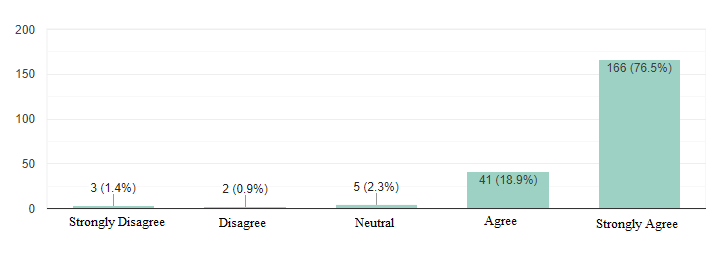 200
150
100
50
0
3 (1.4%)
2 (0.9%)
5 (2.3%)
41 (18.9%)
166 (76.5%)
Strongly Disagree
Disagree
Neutral
Agree
Strongly Agree